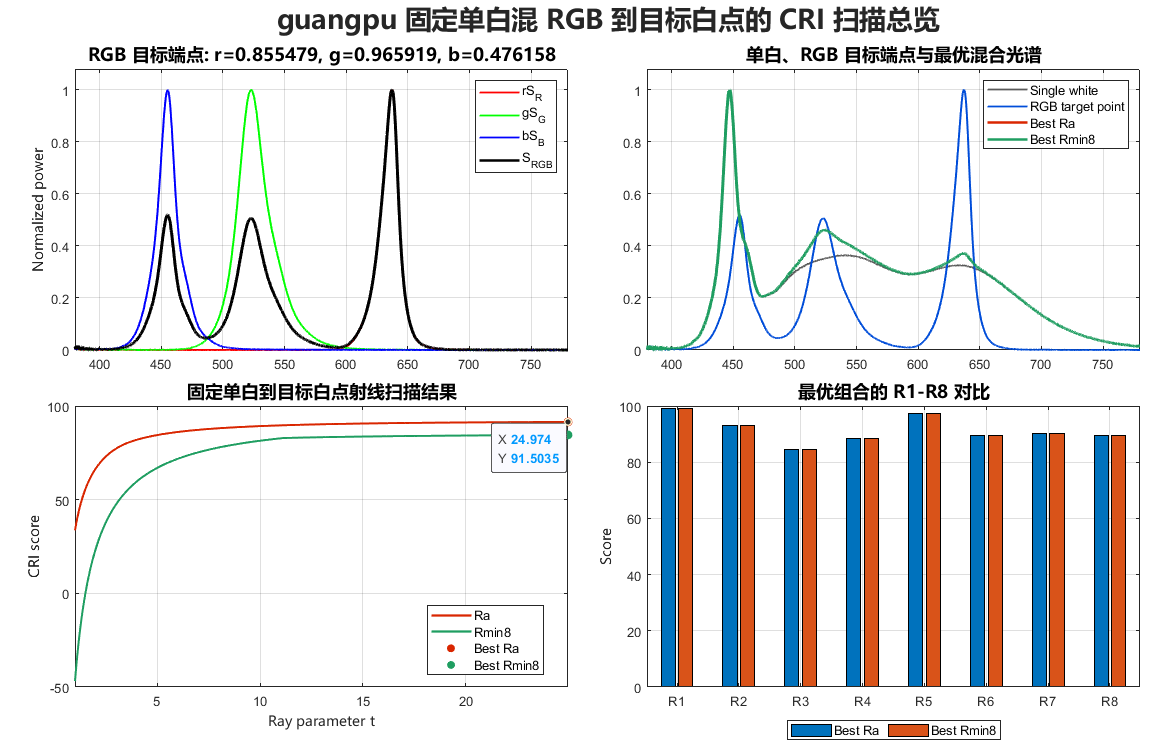 guangpu 固定单白混 RGB 到目标白点的 CRI 扫描总览
RGB 目标端点: r=0.855479, g=0.965919, b=0.476158
Normalized power
1
0.8
0.6
0.4
0.2
0
400 450 500 550 600 650 700 750
rS_R
gS_G
bS_B
S_RGB
单白、RGB 目标端点与最优混合光谱
1
0.8
0.6
0.4
0.2
0
400 450 500 550 600 650 700 750
Single white
RGB target point
Best Ra
Best Rmin8
固定单白到目标白点射线扫描结果
CRI score
100
50
0
-50
5 10 15 20
Ray parameter t
X 24.974
Y 91.5035
Ra
Rmin8
Best Ra
Best Rmin8
最优组合的 R1-R8 对比
Score
100
80
60
40
20
0
R1 R2 R3 R4 R5 R6 R7 R8
Best Ra Best Rmin8